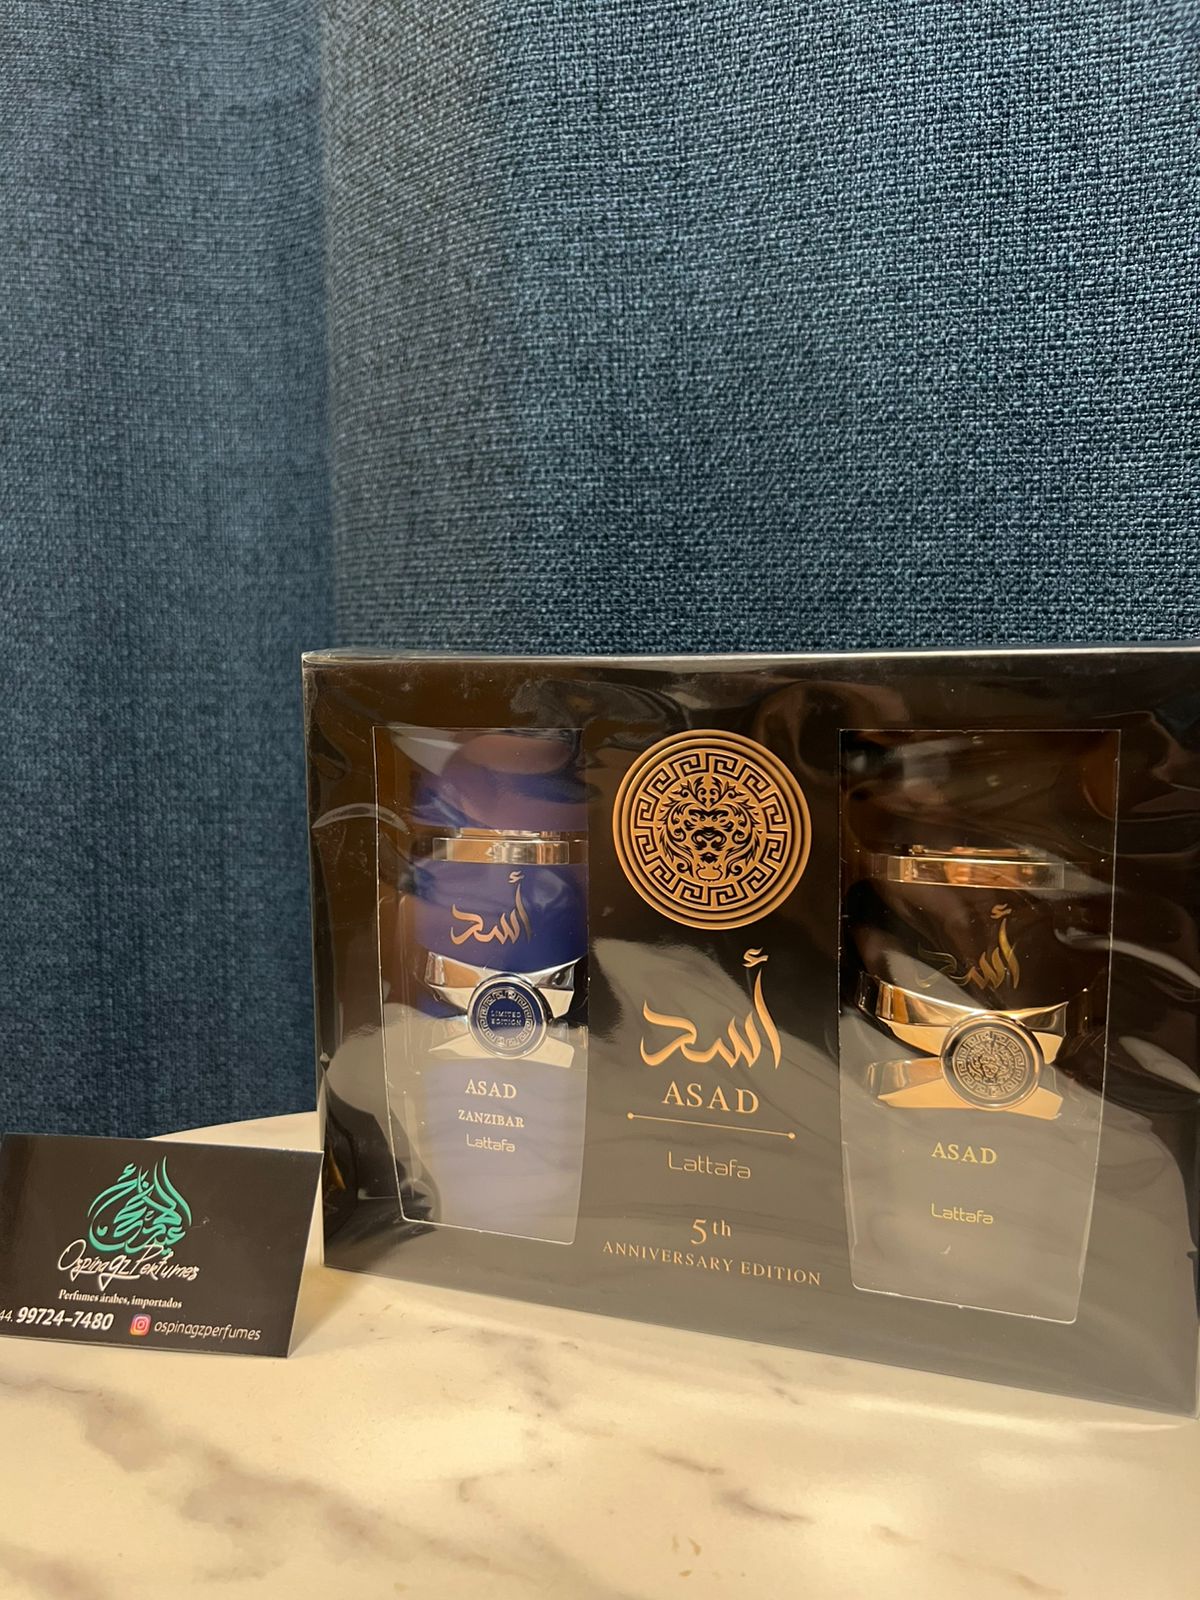 أسد
LIMITED
EDITION
ASAD
ZANZIBAR
Lattafa
أسد
ASAD
Lattafa
5th
ANNIVERSARY EDITION
أسد
ASAD
Lattafa
Ospinagz Perfumes
Perfumes árabes, importados
44. 99724-7480
ospinagzperfumes